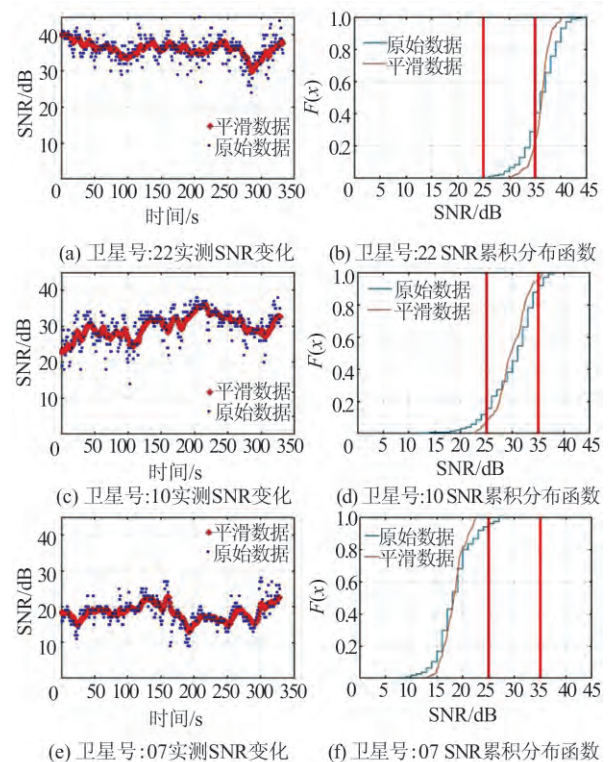 SNR/dB
40
30
20
10
0 50 100 150 200 250 300 350
时间/s
平滑数据
原始数据
(a) 卫星号:22实测SNR变化
F(x)
1.0
0.8
0.6
0.4
0.2
0 5 10 15 20 25 30 35 40 45
SNR/dB
原始数据
平滑数据
(b) 卫星号:22 SNR累积分布函数
SNR/dB
40
30
20
10
0 50 100 150 200 250 300 350
时间/s
平滑数据
原始数据
(c) 卫星号:10实测SNR变化
F(x)
1.0
0.8
0.6
0.4
0.2
0 5 10 15 20 25 30 35 40 45
SNR/dB
原始数据
平滑数据
(d) 卫星号:10 SNR累积分布函数
SNR/dB
40
30
20
10
0 50 100 150 200 250 300 350
时间/s
平滑数据
原始数据
(e) 卫星号:07实测SNR变化
F(x)
1.0
0.8
0.6
0.4
0.2
0 5 10 15 20 25 30 35 40 45
SNR/dB
原始数据
平滑数据
(f) 卫星号:07 SNR累积分布函数